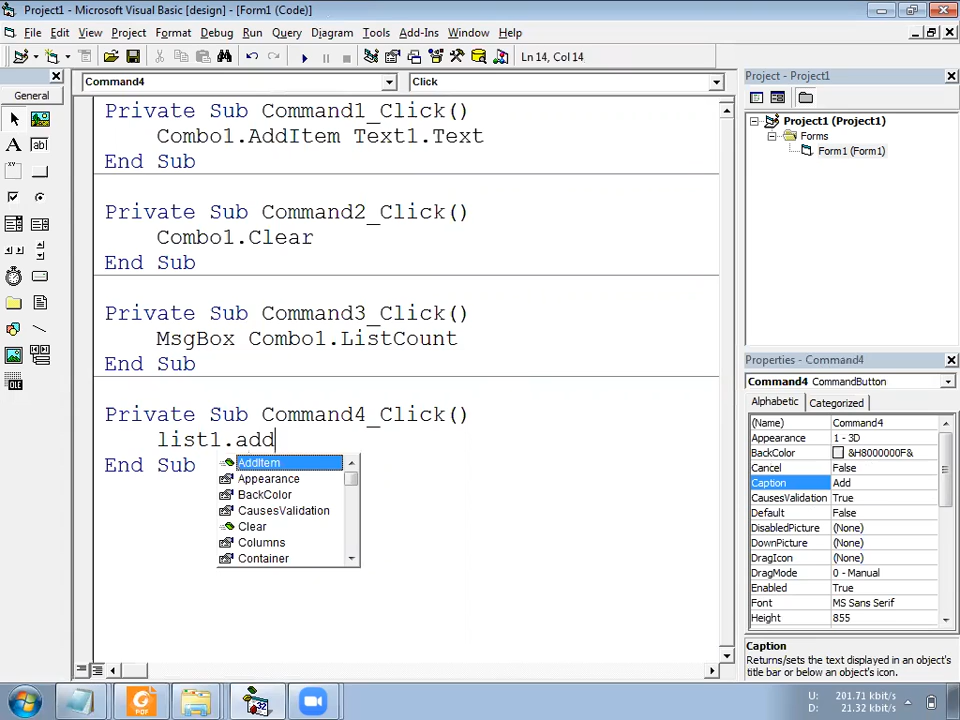 Project1 - Microsoft Visual Basic [design] - [Form1 (Code)]
File Edit View Project Format Debug Run Query Diagram Tools Add-Ins Window Help
Ln 14, Col 14
General
Command4
Click
Private Sub Command1_Click()
Combo1.AddItem Text1.Text
End Sub
Private Sub Command2_Click()
Combo1.Clear
End Sub
Private Sub Command3_Click()
MsgBox Combo1.ListCount
End Sub
Private Sub Command4_Click()
list1.add
End Sub
AddItem
Appearance
BackColor
CausesValidation
Clear
Columns
Container
Project - Project1
Project1 (Project1)
Forms
Form1 (Form1)
Properties - Command4
Command4 CommandButton
Alphabetic Categorized
(Name) Command4
Appearance 1 - 3D
BackColor &H8000000F&
Cancel False
Caption Add
CausesValidation True
Default False
DisabledPicture (None)
DownPicture (None)
DragIcon (None)
DragMode 0 - Manual
Enabled True
Font MS Sans Serif
Height 855
Caption
Returns/sets the text displayed in an object's
title bar or below an object's icon.
U: 201.71 kbit/s
D: 21.32 kbit/s